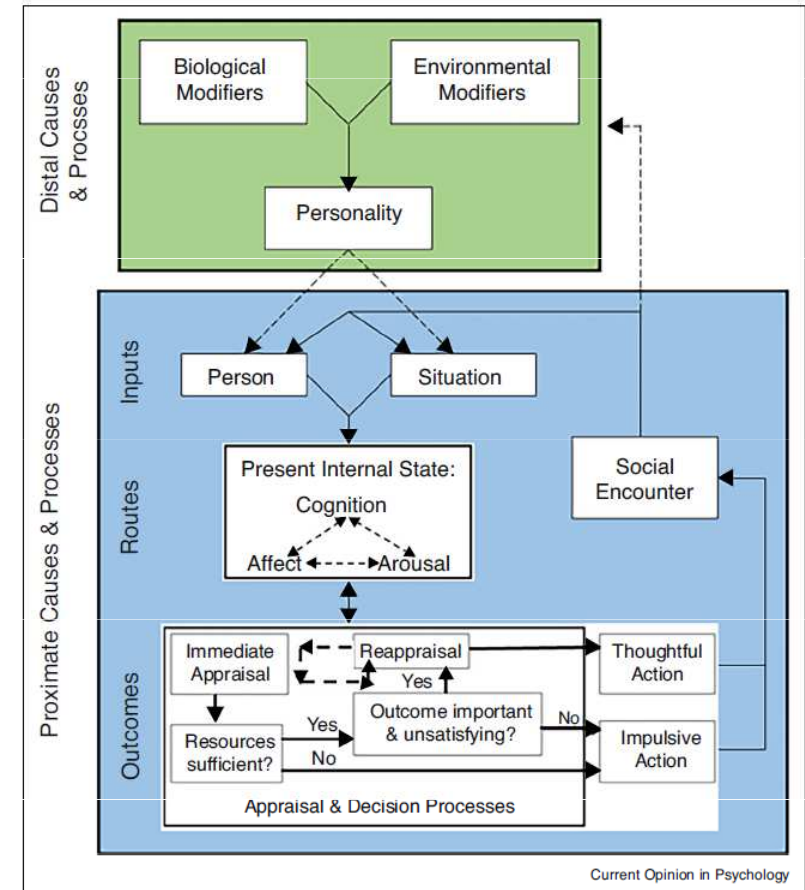 Distal Causes
& Procsses
Biological
Modifiers
Environmental
Modifiers
Personality
Proximate Causes & Processes
Inputs
Person
Situation
Routes
Present Internal State:
Cognition
Affect
Arousal
Social
Encounter
Outcomes
Immediate
Appraisal
Reappraisal
Thoughtful
Action
Yes
Resources
sufficient?
Yes
No
Outcome important
& unsatisfying?
No
Impulsive
Action
Appraisal & Decision Processes
Current Opinion in Psychology